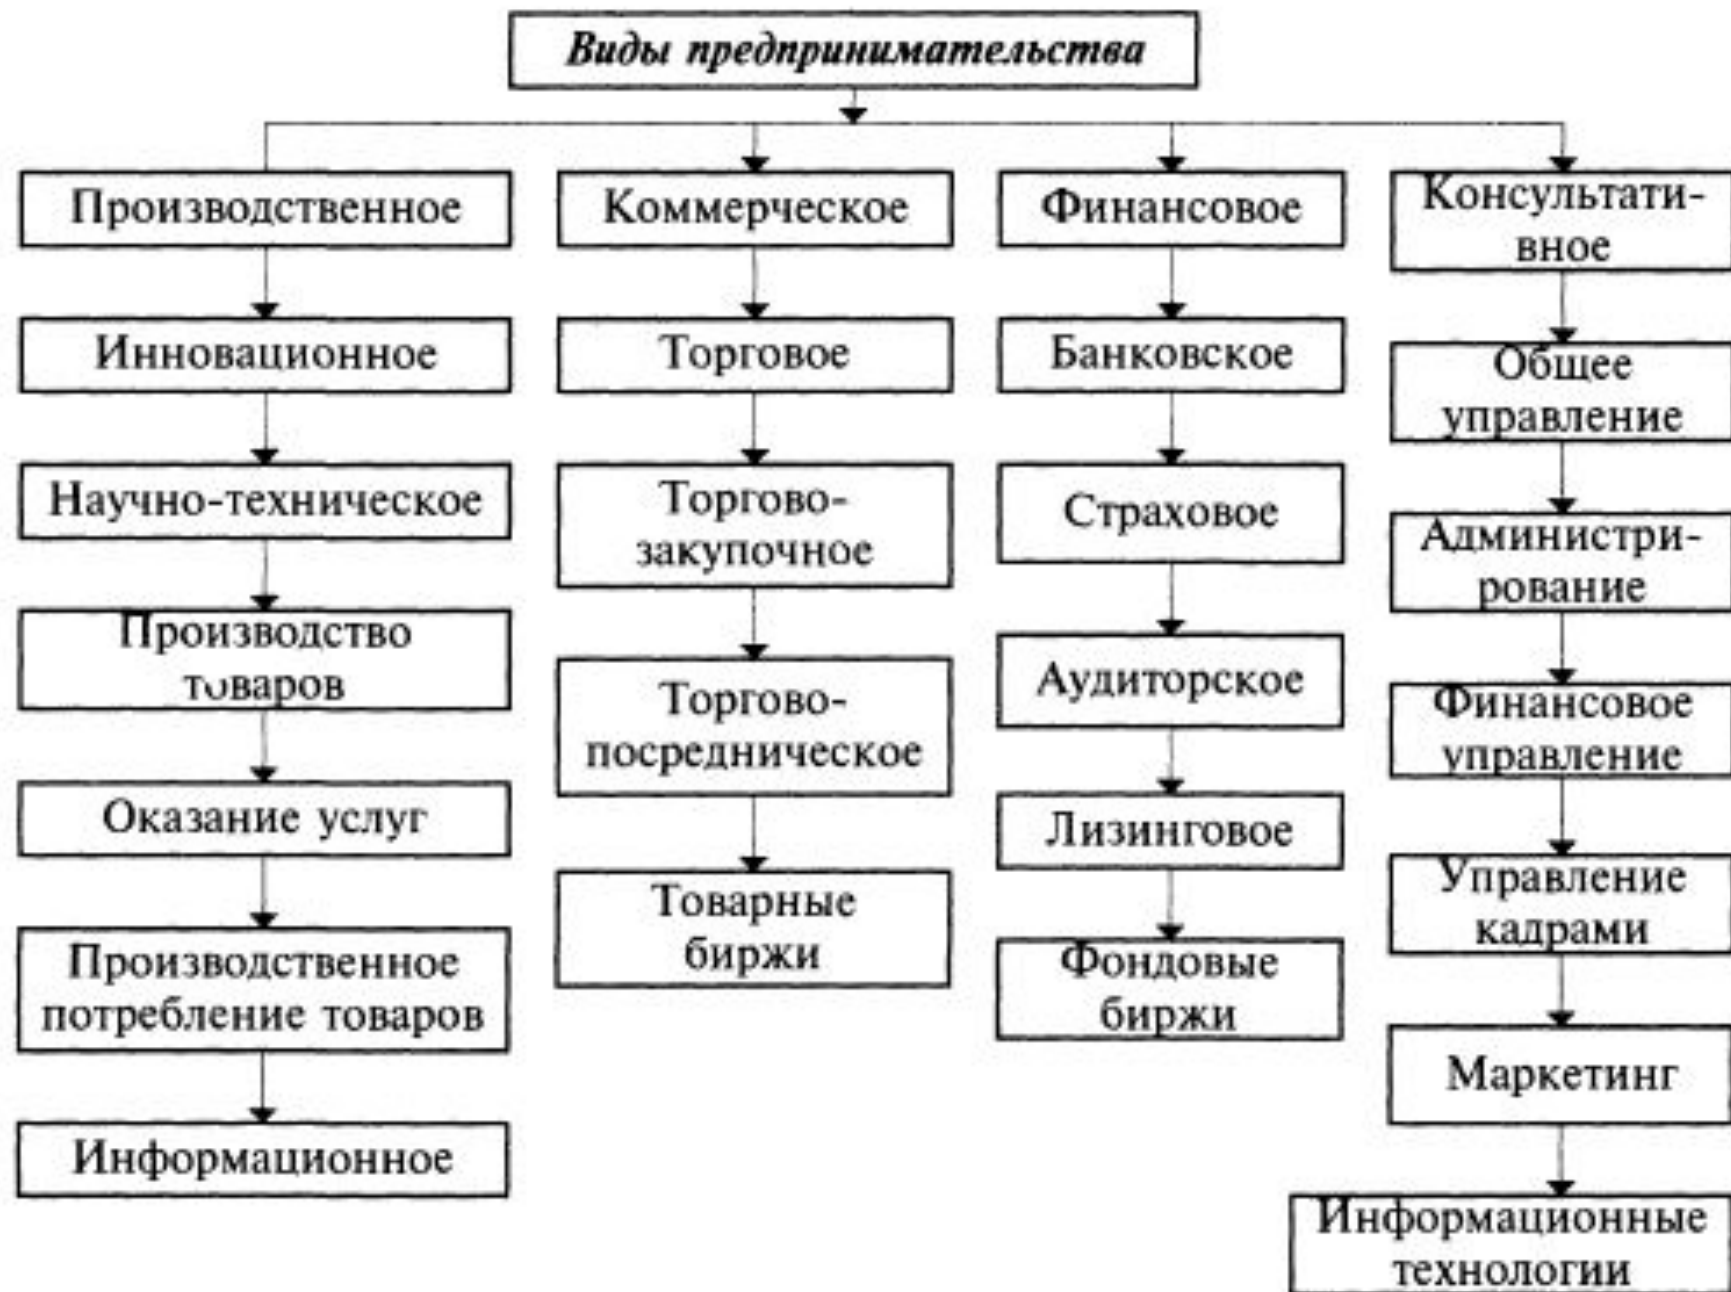 Виды предпринимательства
Производственное
Инновационное
Научно-техническое
Производство
товаров
Оказание услуг
Производственное
потребление товаров
Информационное
Коммерческое
Торговое
Торгово-
закупочное
Торгово-
посредническое
Товарные
биржи
Финансовое
Банковское
Страховое
Аудиторское
Лизинговое
Фондовые
биржи
Консультати-
вное
Общее
управление
Администри-
рование
Финансовое
управление
Управление
кадрами
Маркетинг
Информационные
технологии